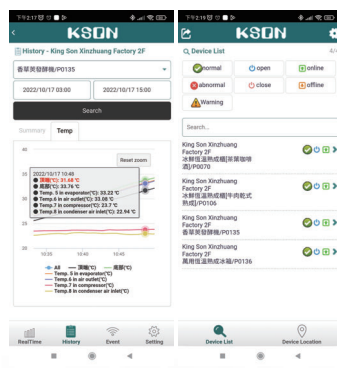 下午2:17
KSON
History - King Son Xinzhuang Factory 2F
香草莢發酵機/P0135
2022/10/17 03:00
2022/10/17 15:00
Search
Summary
Temp
Reset zoom
40
35
30
25
20
2022/10/17 10:48
頂端(°C): 31.68 °C
底部(°C): 33.76 °C
Temp. 5 in evaporator(°C): 33.22 °C
Temp.6 in air outlet(°C): 33.08 °C
Temp.7 in compressor(°C): 23.7 °C
Temp.8 in condenser air inlet(°C): 22.94 °C
10:35
10:40
10:45
All
頂端(°C)
底部(°C)
Temp. 5 in evaporator(°C)
Temp.6 in air outlet(°C)
Temp.7 in compressor(°C)
Temp.8 in condenser air inlet(°C)
RealTime
History
Event
Setting
下午2:19
KSON
Device List
4/
normal
open
online
abnormal
close
offline
Warning
Search...
King Son Xinzhuang
Factory 2F
冰鮮恆溫熟成櫃[茶葉咖啡
酒]/P0070
King Son Xinzhuang
Factory 2F
冰鮮恆溫熟成櫃[牛肉乾式
熟成]/P0106
King Son Xinzhuang
Factory 2F
香草莢發酵機/P0135
King Son Xinzhuang
Factory 2F
萬用恆溫熟成冰箱/P0136
Device List
Device Location